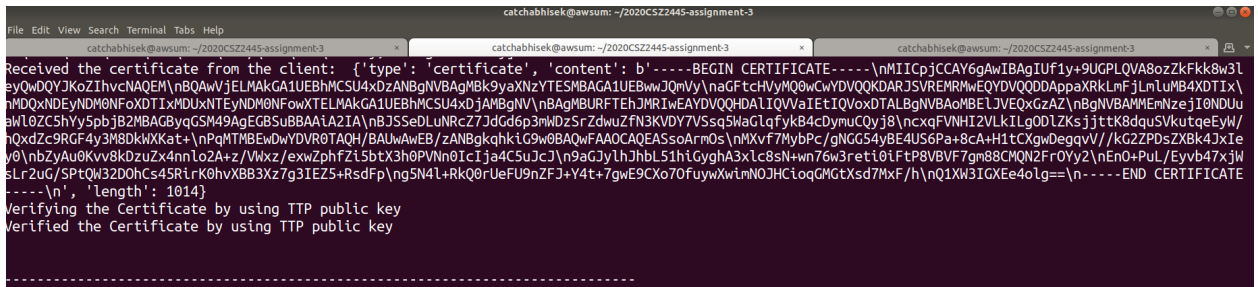 catchabhisek@awsum: ~/2020CSZ2445-assignment-3
File Edit View Search Terminal Tabs Help
catchabhisek@awsum: ~/2020CSZ2445-assignment-3 × catchabhisek@awsum: ~/2020CSZ2445-assignment-3 × catchabhisek@awsum: ~/2020CSZ2445-assignment-3 ×
Received the certificate from the client: {'type': 'certificate', 'content': b'-----BEGIN CERTIFICATE-----\nMIICpjCCAY6gAwIBAgIUf1y+9UGPLQVA8ozZkFkk8w3l
eyQwDQYJKoZIhvcNAQEM\nBQAwVjELMAkGA1UEBhMCSU4xDzANBgNVBAgMBk9yaXNzYTESMBAGA1UEBwwJQmVy\naGFtcHVyMQ0wCwYDVQQKDARJSVREMRMwEQYDVQQDDAppaXRkLmFjLmluMB4XDTIx\
nMDQxNDEyNDM0NFoXDTIxMDUxNTEyNDM0NFowXTELMAkGA1UEBhMCSU4xDjAMBgNV\nBAgMBURFTEhJMRIwEAYDVQQHDAlIQVVaIEtIQVoxDTALBgNVBAoMBElJVEQxGzAZ\nBgNVBAMMEmNzejI0NDUu
aWl0ZC5hYy5pbjB2MBAGByqGSM49AgEGBSuBBAAiA2IA\nBJSSeDLuNRcZ7JdGd6p3mWDzSrZdwuZfN3KVDY7VSsq5WaGlqfykB4cDymuCQyj8\ncxqFVNHI2VLkILgODlZKsjjttK8dquSVkutqeEyW/
hQxdZc9RGF4y3M8DkWXKat+\nPqMTMBEwDwYDVR0TAQH/BAUwAwEB/zANBgkqhkiG9w0BAQwFAAOCAQEASsoArmOs\nMXvf7MybPc/gNGG54yBE4US6Pa+8cA+H1tCXgwDegqvV//kG2ZPDsZXBk4JxIe
y0\nbZyAu0Kvv8kDzuZx4nnlo2A+z/VWxz/exwZphfZi5btX3h0PVNn0IcIja4C5uJcJ\n9aGJylhJhbL51hiGyghA3xlc8sN+wn76w3reti0iFtP8VBVF7gm88CMQN2FrOYy2\nEnO+PuL/Eyvb47xjW
sLr2uG/SPtQW32DOhCs45RirK0hvXBB3Xz7g3IEZ5+RsdFp\ng5N4l+RkQ0rUeFU9nZFJ+Y4t+7gwE9CXo7OfuywXwimNOJHCioqGMGtXsd7MxF/h\nQ1XW3IGXEe4olg==\n-----END CERTIFICATE
-----\n', 'length': 1014}
Verifying the Certificate by using TTP public key
Verified the Certificate by using TTP public key
-----------------------------------------------------------------------